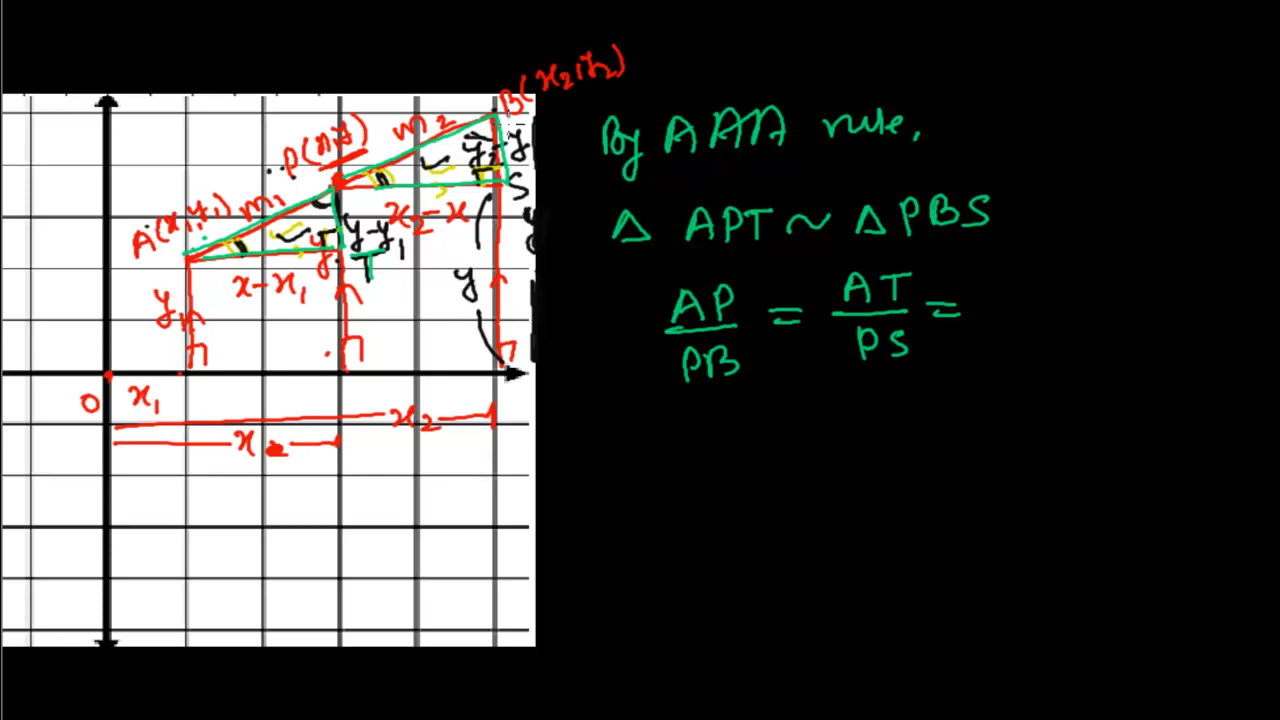 B(x₂,y₂)
P(x,y)
m₂
y₂-y
S
A(x₁,y₁)
m₁
x₂-x
y
y-y₁
T
x-x₁
y₁
y
O
x₁
x₂
x
By AAA rule,
Δ APT ~ Δ PBS
AP/PB = AT/PS =